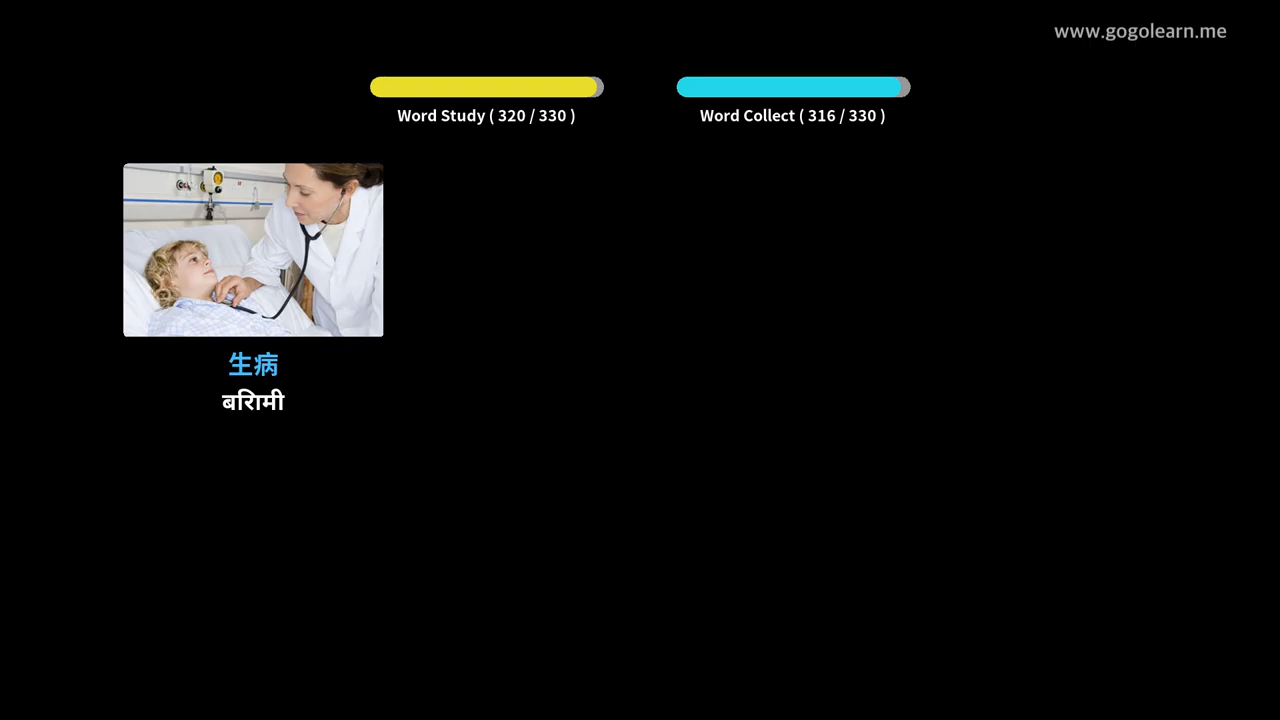 www.gogolearn.me
Word Study ( 320 / 330 )
Word Collect ( 316 / 330 )
生病
बरिामी